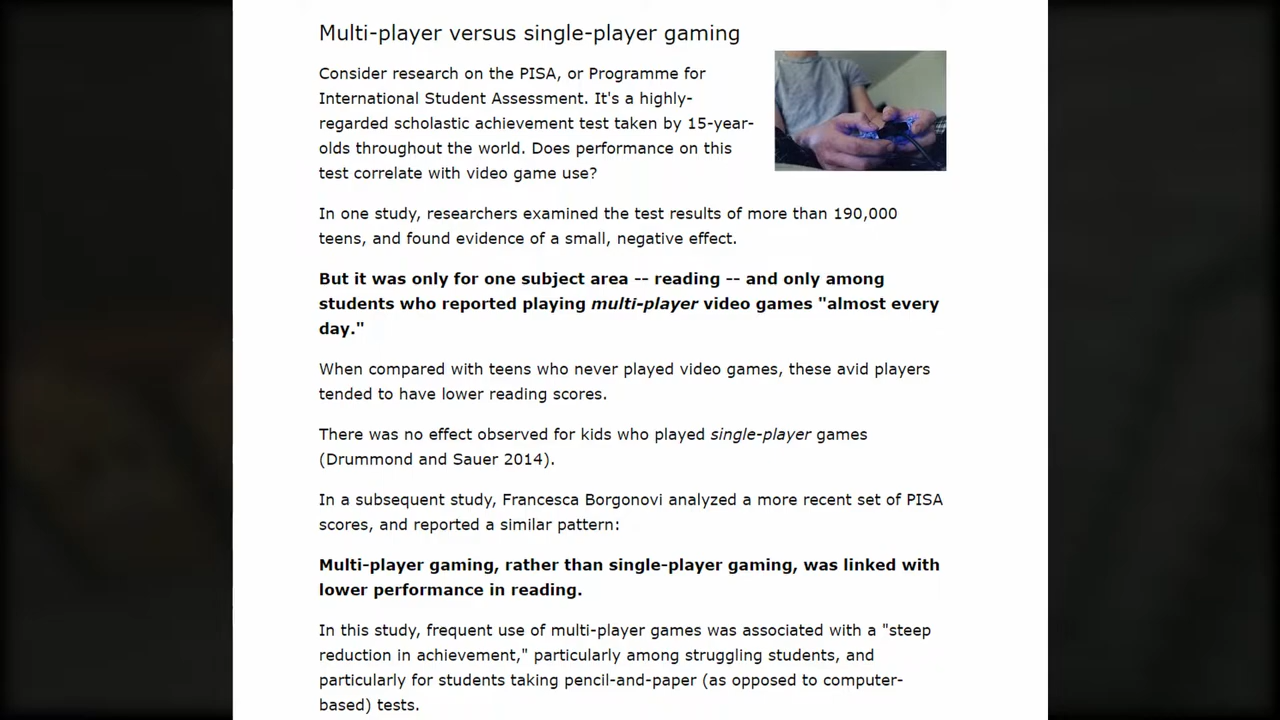 Multi-player versus single-player gaming
Consider research on the PISA, or Programme for
International Student Assessment. It's a highly-
regarded scholastic achievement test taken by 15-year-
olds throughout the world. Does performance on this
test correlate with video game use?
In one study, researchers examined the test results of more than 190,000
teens, and found evidence of a small, negative effect.
But it was only for one subject area -- reading -- and only among
students who reported playing multi-player video games "almost every
day."
When compared with teens who never played video games, these avid players
tended to have lower reading scores.
There was no effect observed for kids who played single-player games
(Drummond and Sauer 2014).
In a subsequent study, Francesca Borgonovi analyzed a more recent set of PISA
scores, and reported a similar pattern:
Multi-player gaming, rather than single-player gaming, was linked with
lower performance in reading.
In this study, frequent use of multi-player games was associated with a "steep
reduction in achievement," particularly among struggling students, and
particularly for students taking pencil-and-paper (as opposed to computer-
based) tests.